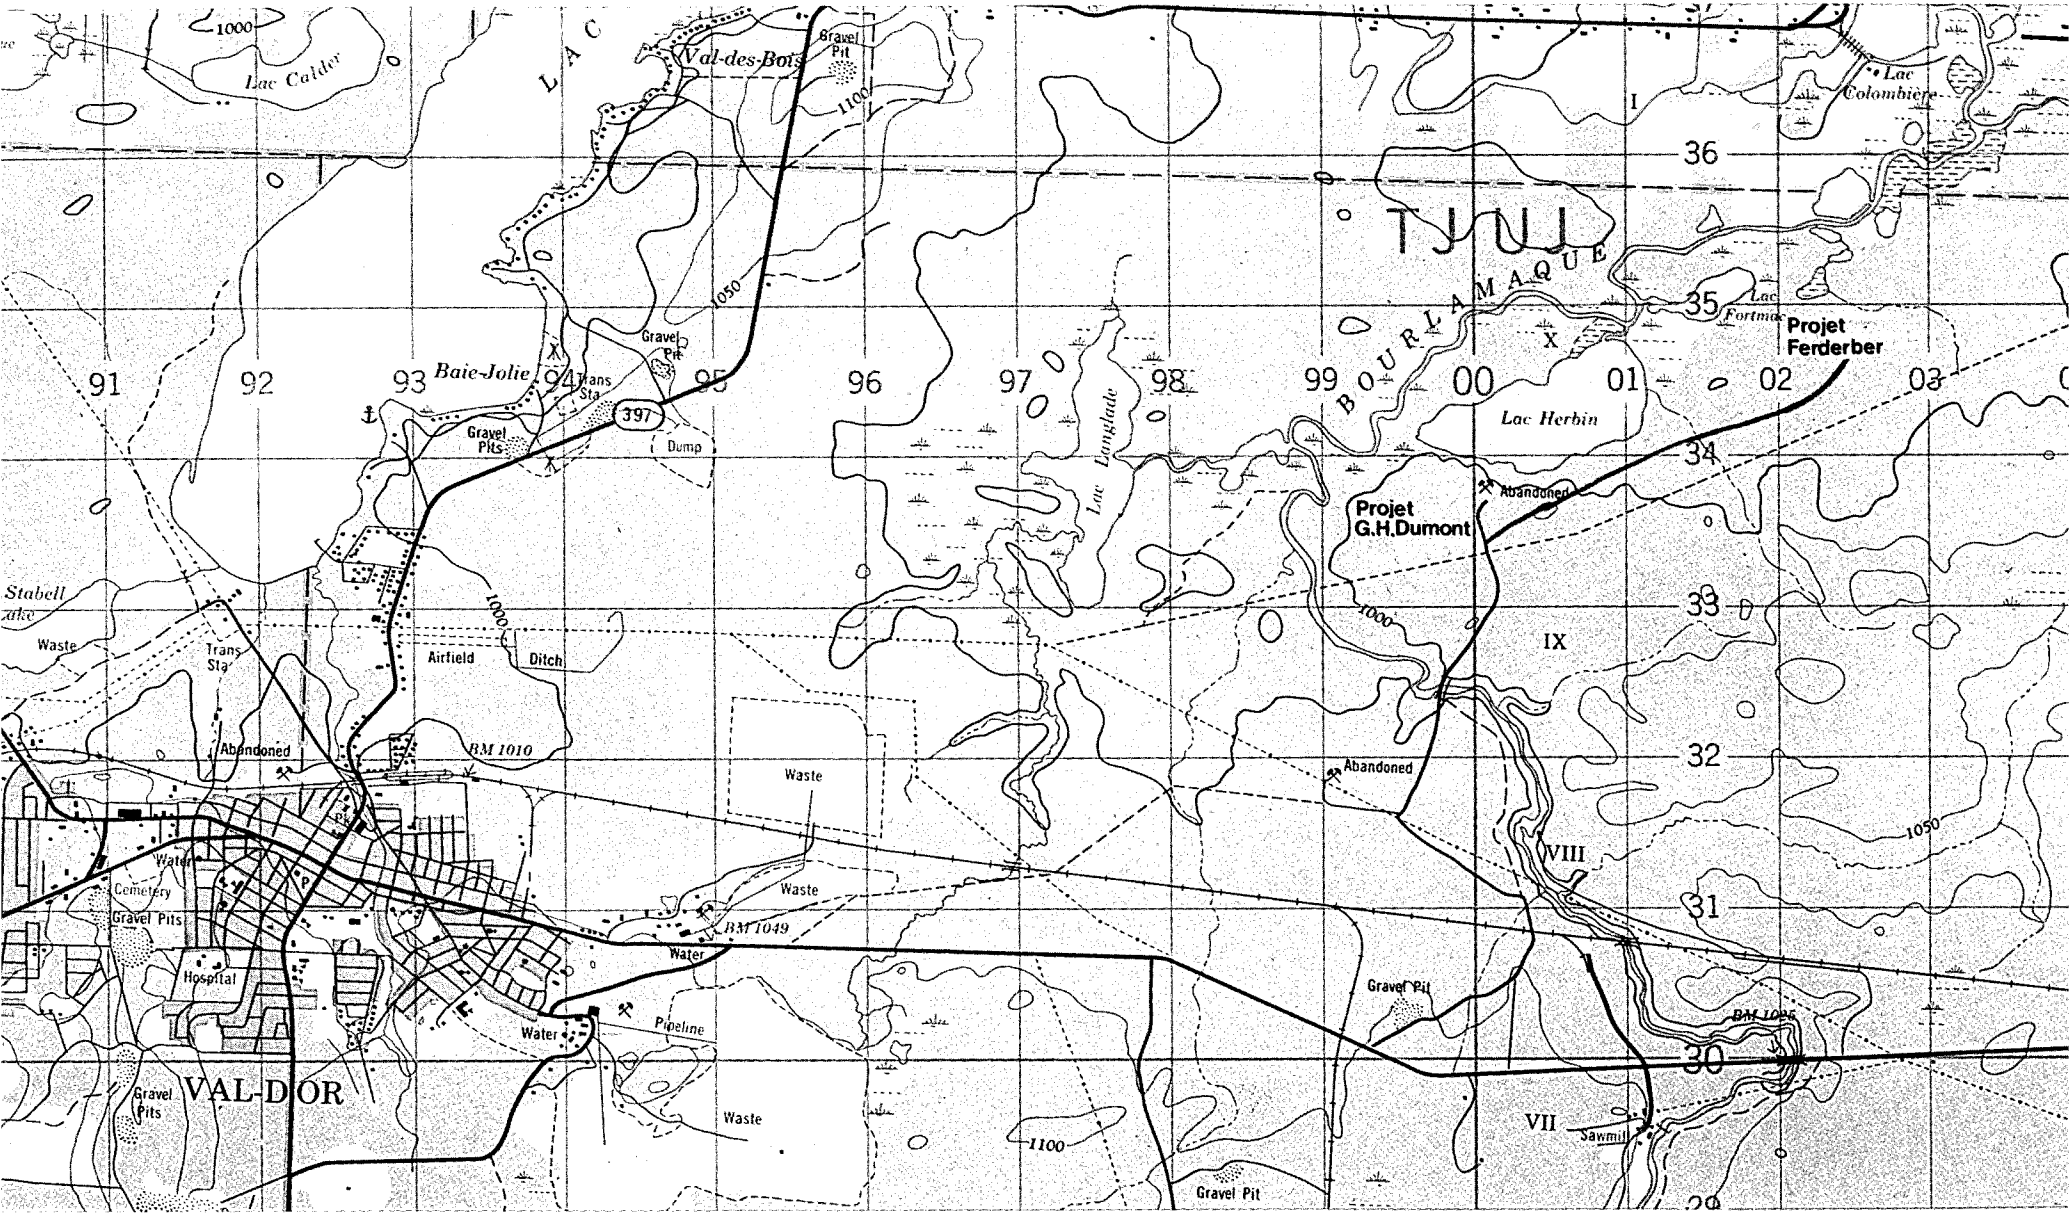 1000
Lac Calder
LAC
Val-des-Bois
Gravel
Pit
1100
Lac
Colombière
I
36
BOURLAMAQUE
35
Lac
1050
Projet
Ferderber
Gravel
Pit
X
91
92
93
94
95
96
97
98
99
00
01
02
03
Baie-Jolie
Trans
Sta
397
Lac Herbin
Gravel
Pits
Dump
Lac Langlade
34
Abandoned
Projet
G.H.Dumont
Stabell
Lake
1000
33
1000
Waste
Trans
Sta
Airfield
Ditch
IX
Abandoned
BM 1010
32
Waste
Abandoned
1050
Water
VIII
Cemetery
Waste
31
Gravel Pits
BM 1049
Water
Hospital
Gravel Pit
Water
Pipeline
30
VAL-D'OR
Gravel
Pits
Waste
VII
Sawmill
1100
Gravel Pit
29